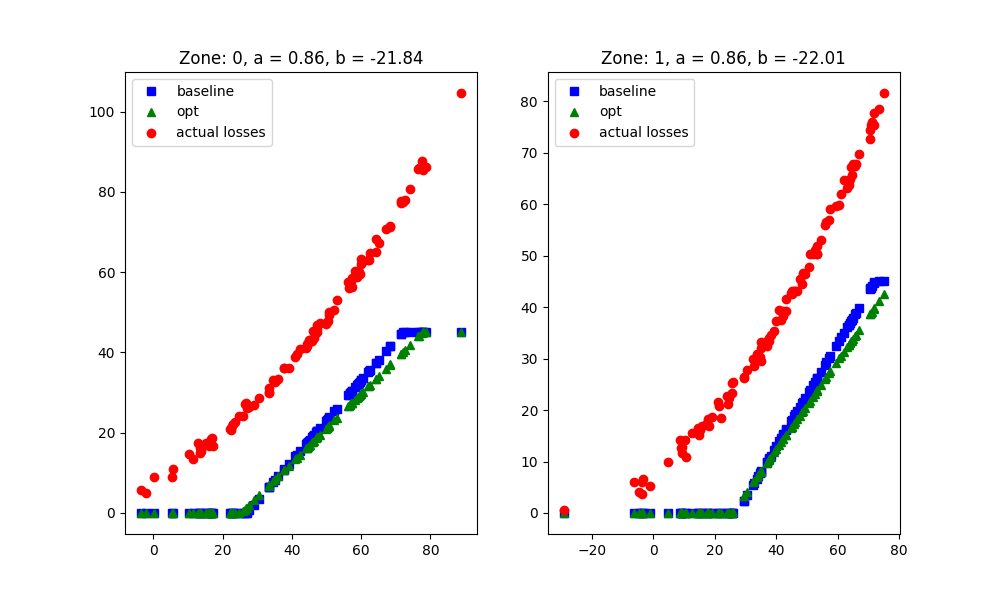 Zone: 0, a = 0.86, b = -21.84
baseline
opt
actual losses
100
80
60
40
20
0
0 20 40 60 80
Zone: 1, a = 0.86, b = -22.01
baseline
opt
actual losses
80
70
60
50
40
30
20
10
0
−20 0 20 40 60 80